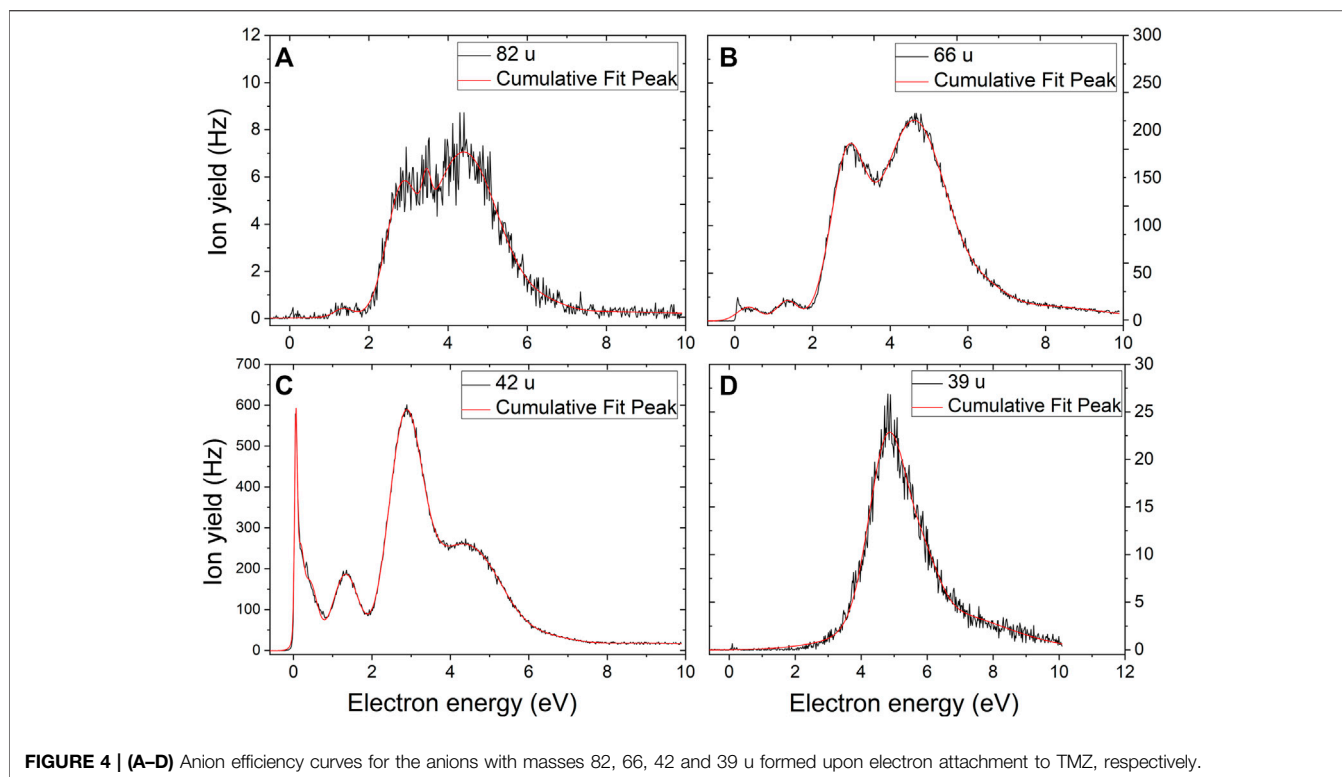 A
82 u
Cumulative Fit Peak
Ion yield (Hz)
12
10
8
6
4
2
0
0 2 4 6 8 10
B
66 u
Cumulative Fit Peak
300
250
200
150
100
50
0
0 2 4 6 8 10
C
42 u
Cumulative Fit Peak
Ion yield (Hz)
700
600
500
400
300
200
100
0
0 2 4 6 8 10
Electron energy (eV)
D
39 u
Cumulative Fit Peak
30
25
20
15
10
5
0
0 2 4 6 8 10 12
Electron energy (eV)
FIGURE 4 | (A–D) Anion efficiency curves for the anions with masses 82, 66, 42 and 39 u formed upon electron attachment to TMZ, respectively.